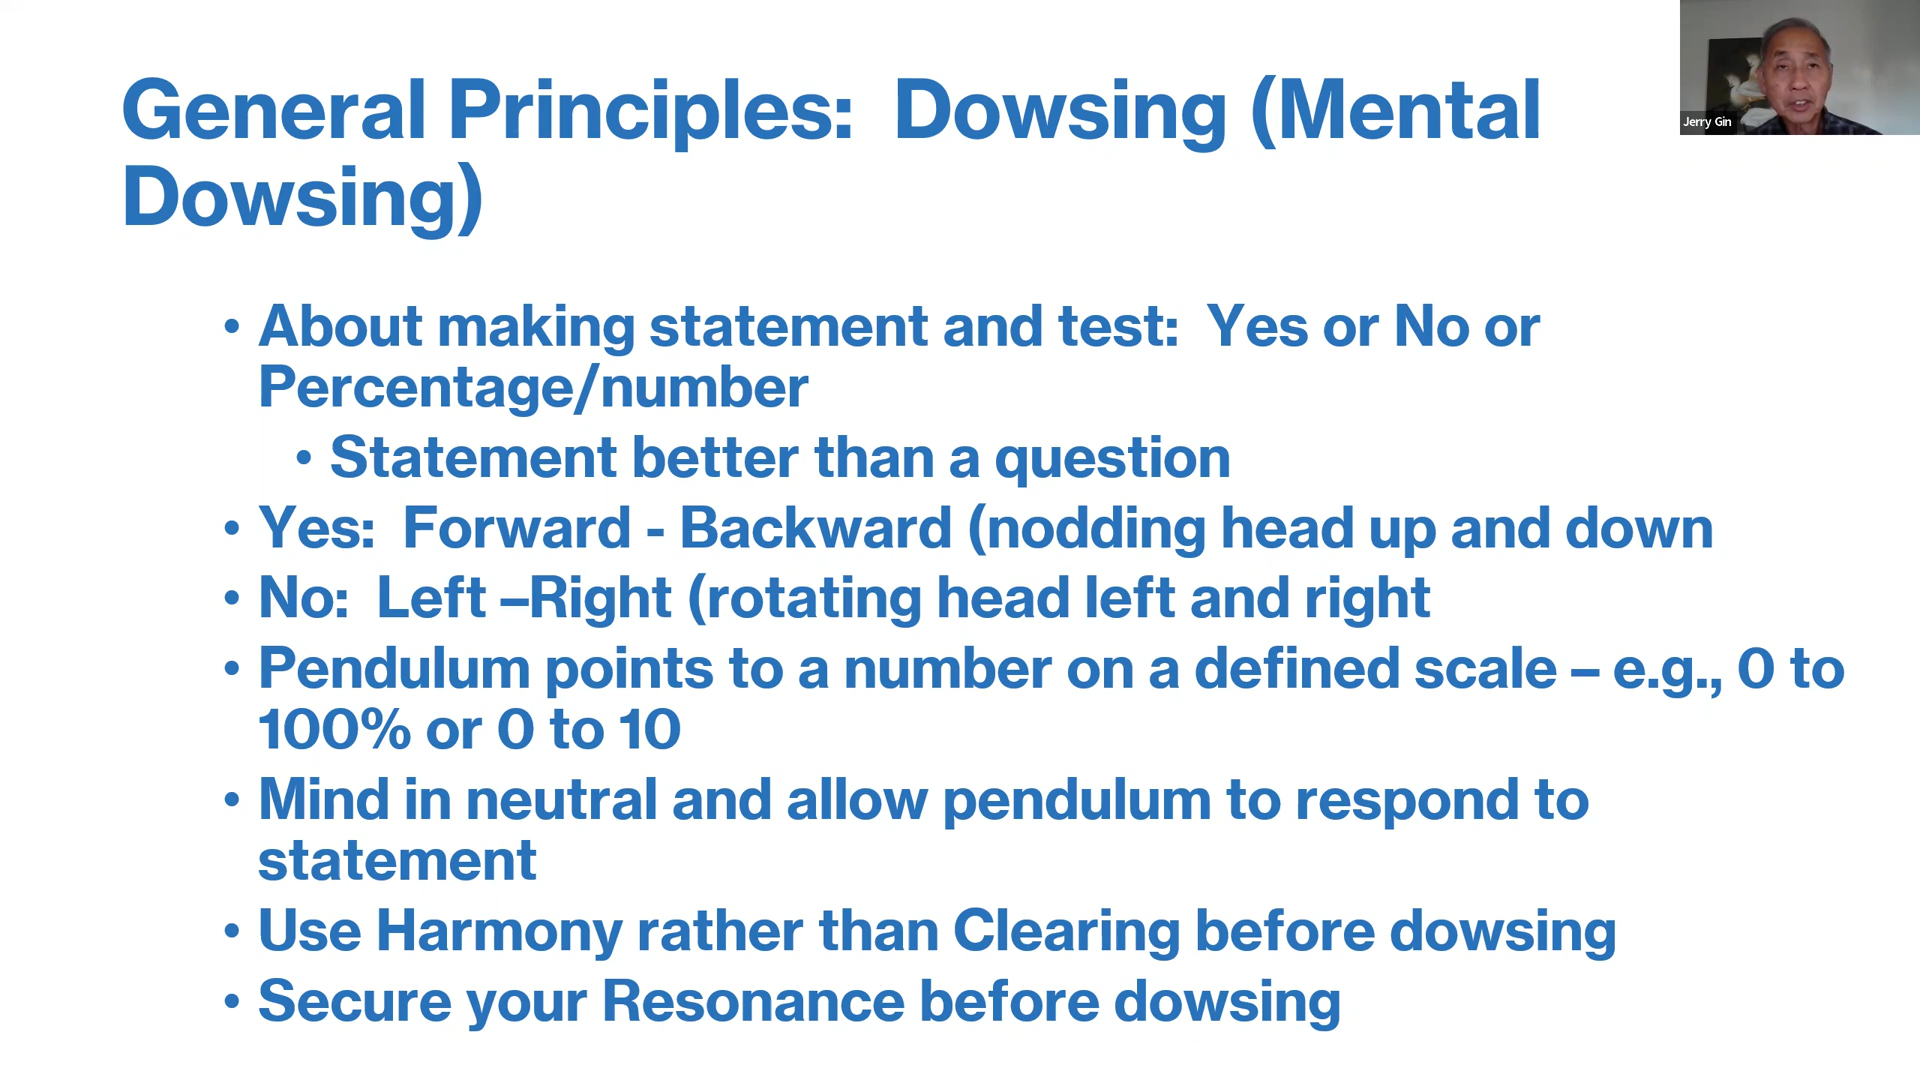 General Principles:  Dowsing (Mental
Dowsing)
Jerry Gin
• About making statement and test:  Yes or No or
Percentage/number
• Statement better than a question
• Yes:  Forward - Backward (nodding head up and down
• No:  Left –Right (rotating head left and right
• Pendulum points to a number on a defined scale – e.g., 0 to
100% or 0 to 10
• Mind in neutral and allow pendulum to respond to
statement
• Use Harmony rather than Clearing before dowsing
• Secure your Resonance before dowsing